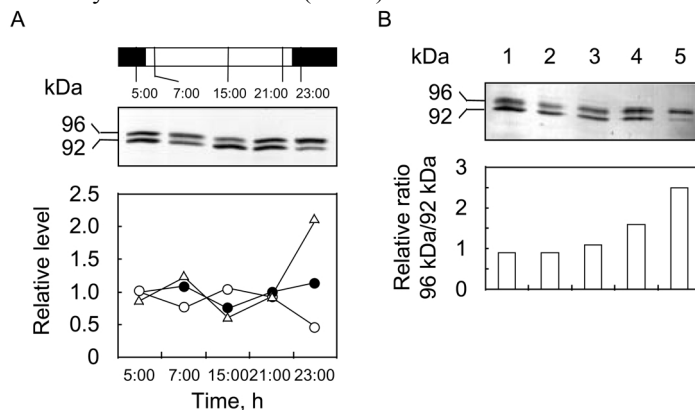 A
B
5:00 7:00 15:00 21:00 23:00
kDa
96
92
2.5
2.0
1.5
1.0
0.5
0
Relative level
5:00 7:00 15:00 21:00 23:00
Time, h
kDa 1 2 3 4 5
96
92
3
2
1
0
Relative ratio
96 kDa/92 kDa